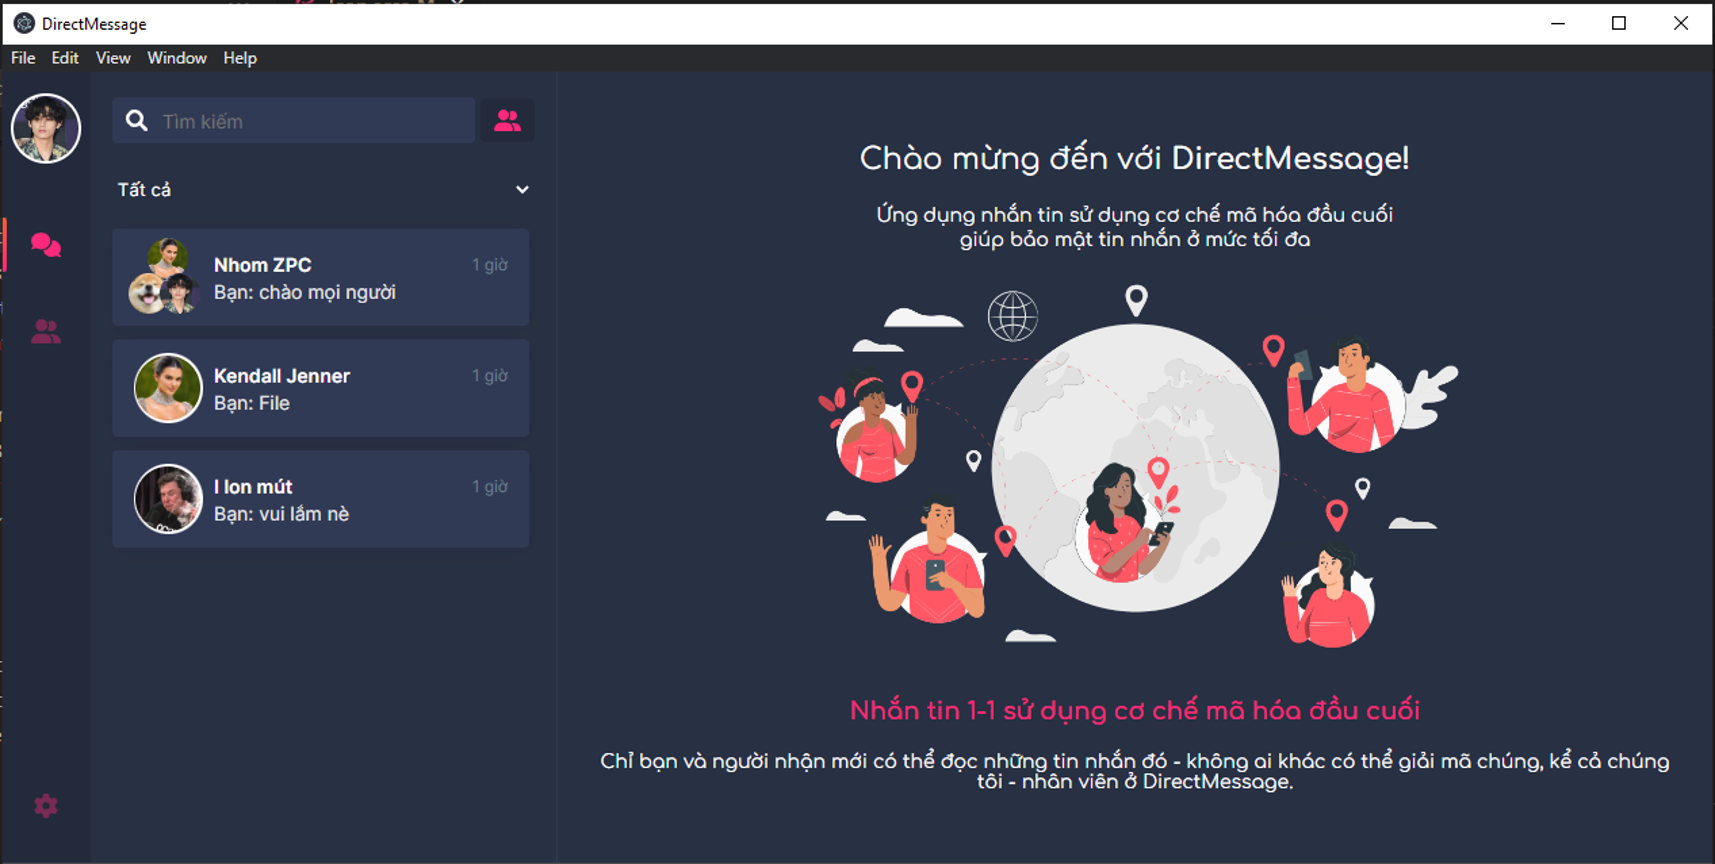 DirectMessage
File Edit View Window Help
Tìm kiếm
Tất cả
Nhom ZPC 1 giờ
Bạn: chào mọi người
Kendall Jenner 1 giờ
Bạn: File
I lon mút 1 giờ
Bạn: vui lắm nè
Chào mừng đến với DirectMessage!
Ứng dụng nhắn tin sử dụng cơ chế mã hóa đầu cuối
giúp bảo mật tin nhắn ở mức tối đa
Nhắn tin 1-1 sử dụng cơ chế mã hóa đầu cuối
Chỉ bạn và người nhận mới có thể đọc những tin nhắn đó - không ai khác có thể giải mã chúng, kể cả chúng
tôi - nhân viên ở DirectMessage.